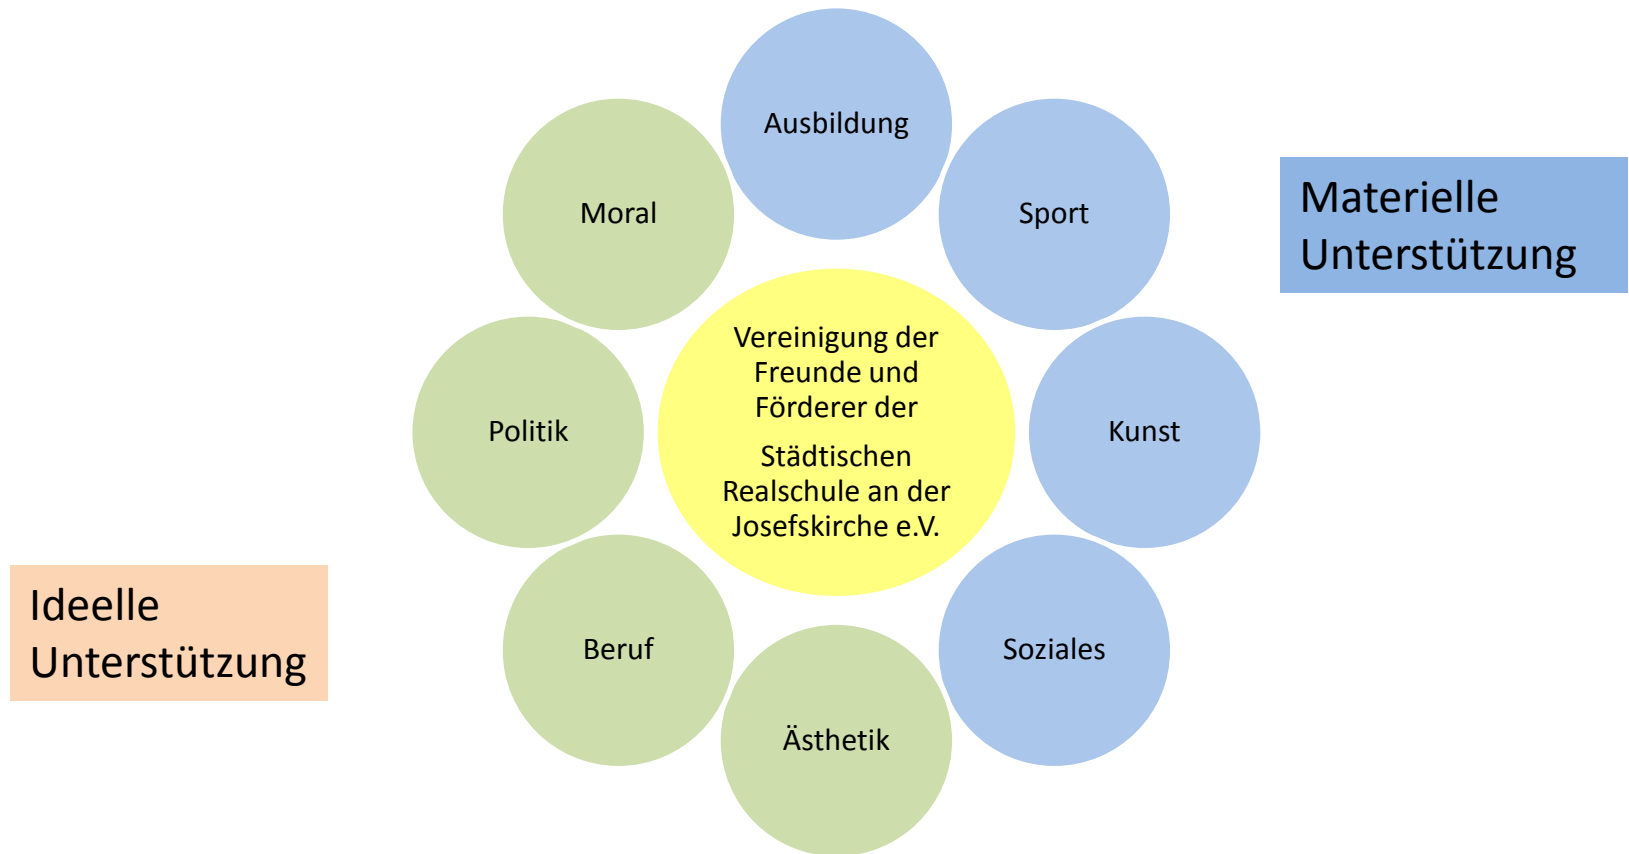 Ausbildung
Moral
Sport
Materielle
Unterstützung
Vereinigung der
Freunde und
Förderer der
Städtischen
Realschule an der
Josefskirche e.V.
Politik
Kunst
Ideelle
Unterstützung
Beruf
Soziales
Ästhetik